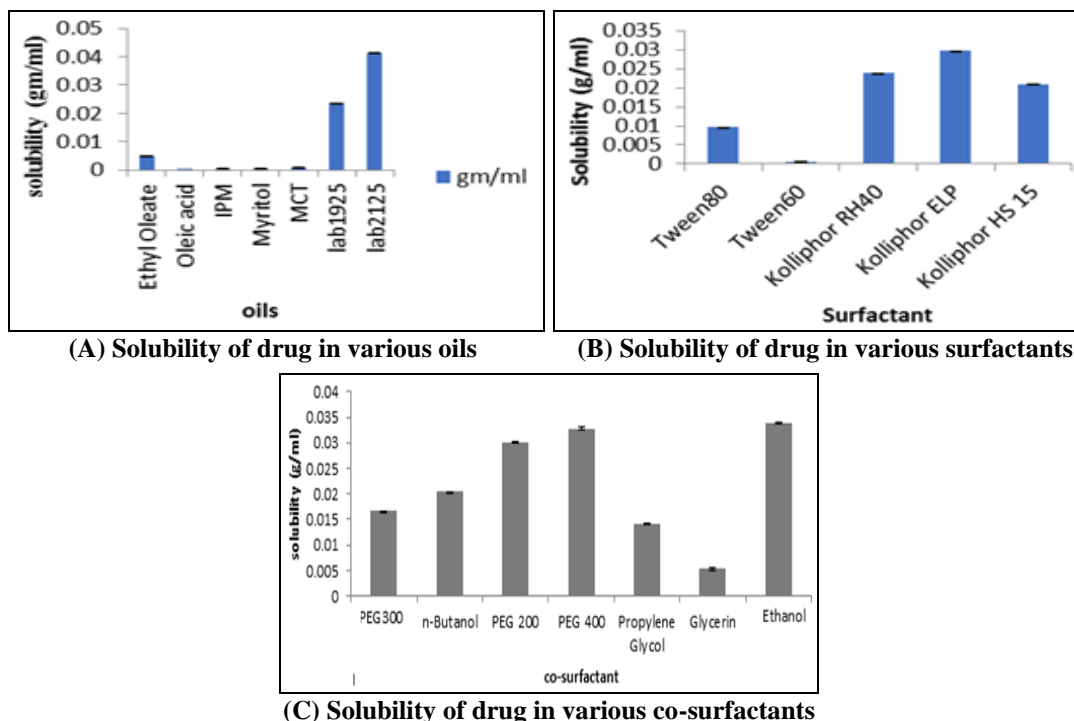 0.05
0.04
0.03
0.02
0.01
0
solubility (gm/ml)
Ethyl Oleate
Oleic acid
IPM
Myritol
MCT
lab1925
lab2125
gm/ml
oils
(A) Solubility of drug in various oils
0.035
0.03
0.025
0.02
0.015
0.01
0.005
0
Solubility (g/ml)
Tween80
Tween60
Kolliphor RH40
Kolliphor ELP
Kolliphor HS 15
Surfactant
(B) Solubility of drug in various surfactants
0.04
0.035
0.03
0.025
0.02
0.015
0.01
0.005
0
solubility (g/ml)
PEG300
n-Butanol
PEG 200
PEG 400
Propylene
Glycol
Glycerin
Ethanol
co-surfactant
(C) Solubility of drug in various co-surfactants